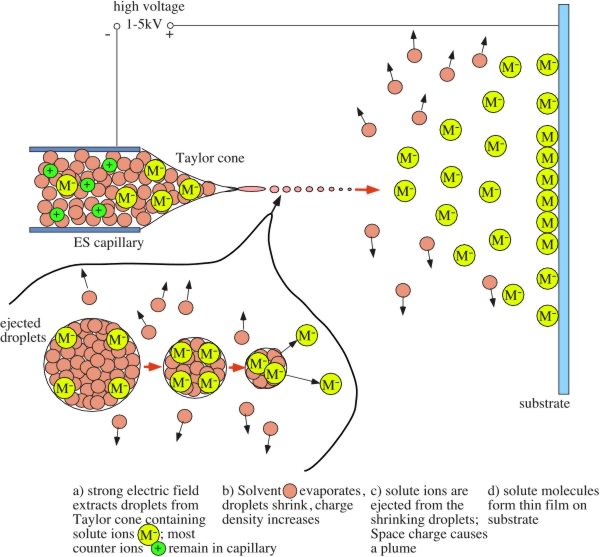 high voltage
1-5kV
- +
Taylor cone
ES capillary
+ + + + +
M- M- M- M- M-
M- M- M- M- M- M- M- M- M- M- M- M-
M- M- M M M M M M M- M-
ejected
droplets
M- M- M- M-
M- M- M- M-
M- M- M- M-
substrate
a) strong electric field
extracts droplets from
Taylor cone containing
solute ions M-; most
counter ions + remain in capillary
b) Solvent evaporates,
droplets shrink, charge
density increases
c) solute ions are
ejected from the
shrinking droplets;
Space charge causes
a plume
d) solute molecules
form thin film on
substrate